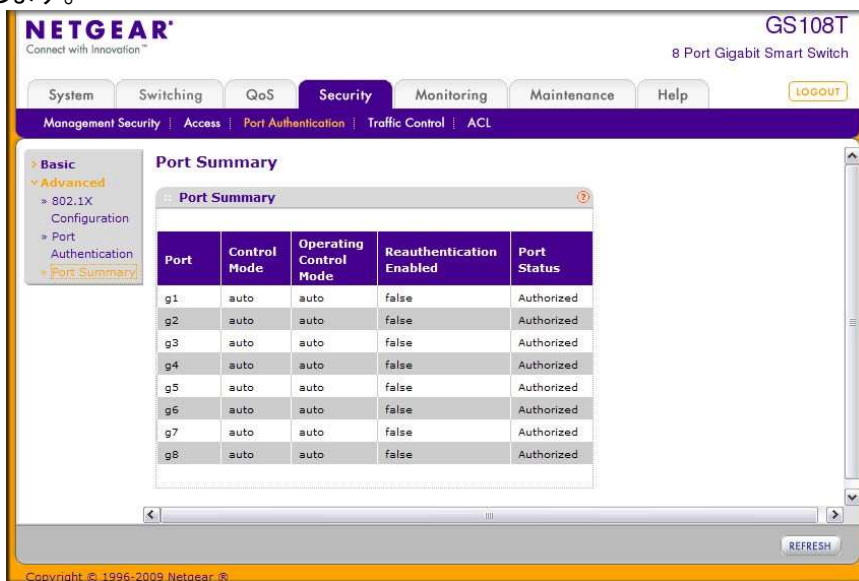 ます。
NETGEAR®
Connect with Innovation™
GS108T
8 Port Gigabit Smart Switch
System Switching QoS Security Monitoring Maintenance Help LOGOUT
Management Security | Access | Port Authentication | Traffic Control | ACL
Basic
Advanced
» 802.1X
Configuration
» Port
Authentication
» Port Summary
Port Summary
Port Summary
Port Control Mode Operating Control Mode Reauthentication Enabled Port Status
g1 auto auto false Authorized
g2 auto auto false Authorized
g3 auto auto false Authorized
g4 auto auto false Authorized
g5 auto auto false Authorized
g6 auto auto false Authorized
g7 auto auto false Authorized
g8 auto auto false Authorized
REFRESH
Copyright © 1996-2009 Netgear ®